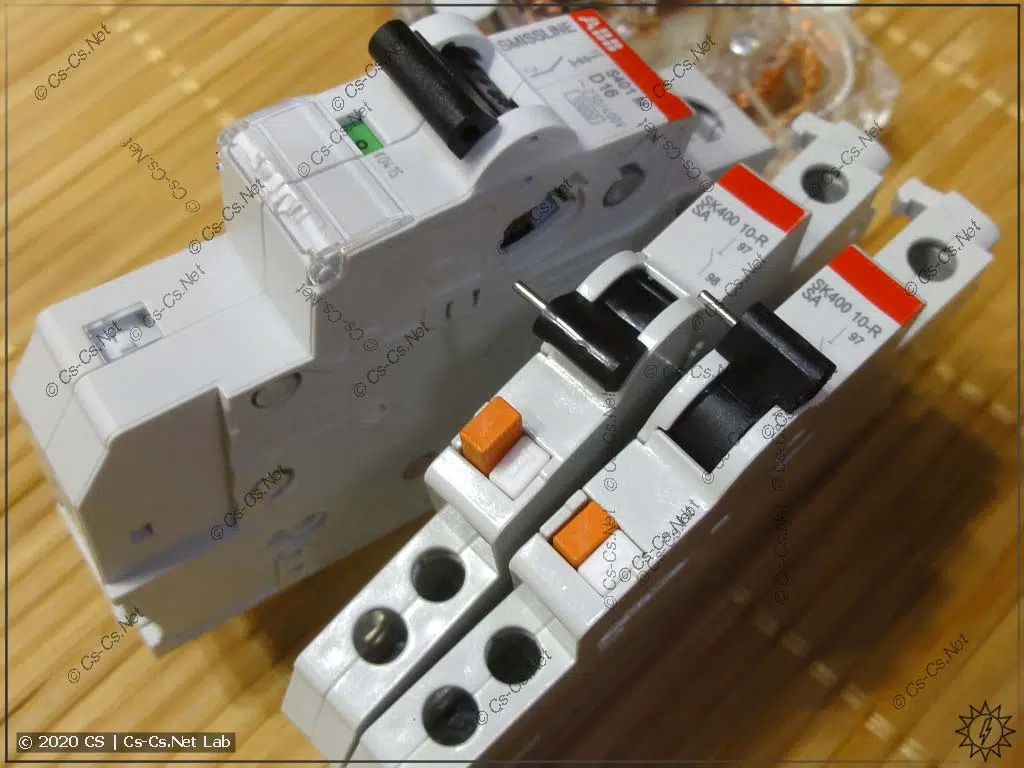 ABB
SMISSLINE
S401
D16
SK400 10-R
SA
97
98
SK400 10-R
SA
97
© Cs-Cs.Net
© 2020 CS | Cs-Cs.Net Lab